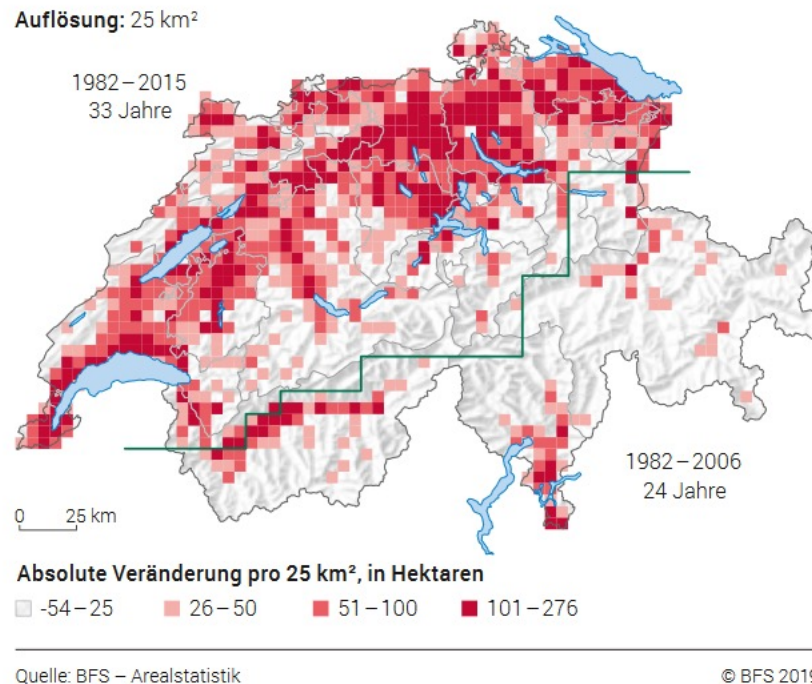 Auflösung: 25 km²
1982 – 2015
33 Jahre
1982 – 2006
24 Jahre
0 25 km
Absolute Veränderung pro 25 km², in Hektaren
-54 – 25 26 – 50 51 – 100 101 – 276
Quelle: BFS – Arealstatistik © BFS 2019